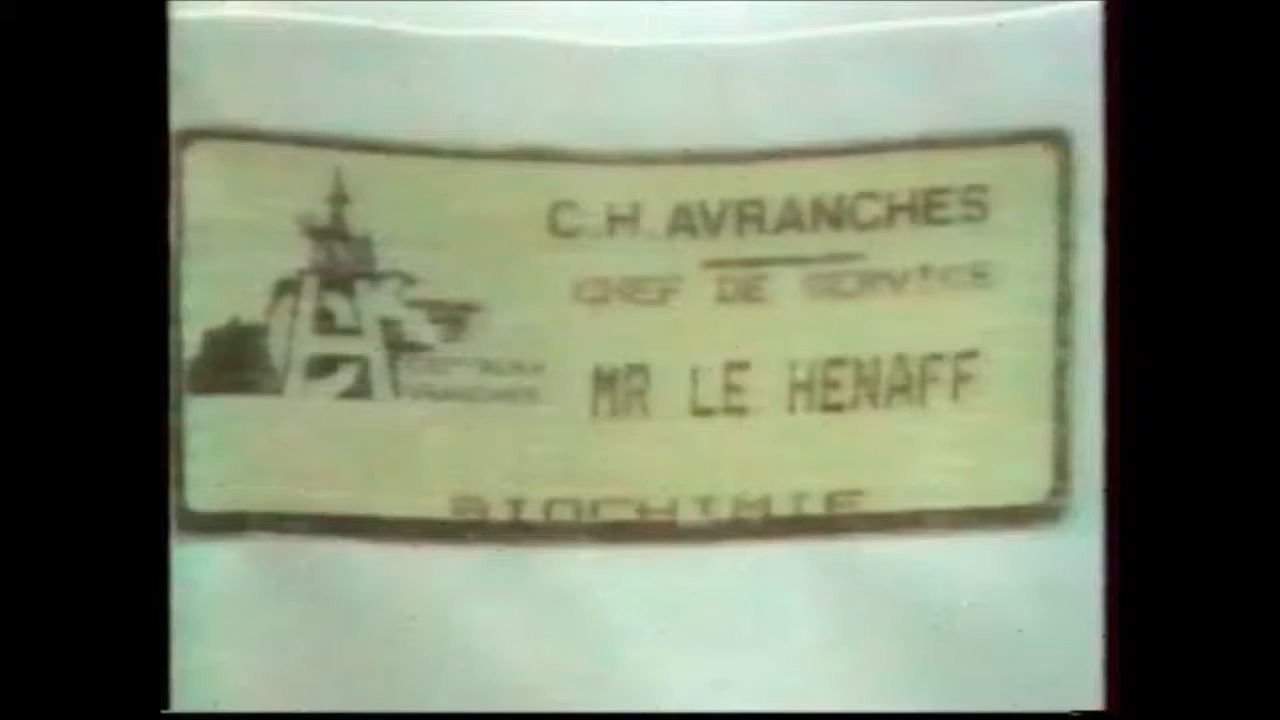 C.H. AVRANCHES
CHEF DE SERVICE
MR LE HENAFF
BIOCHIMIE